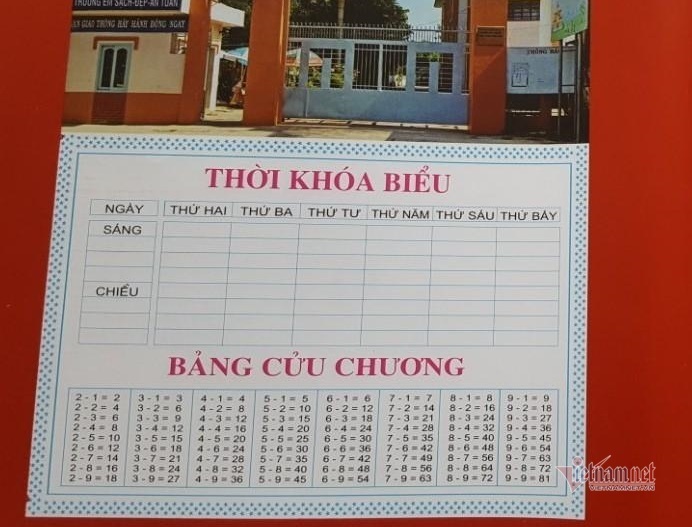 TRƯỜNG EM SẠCH-ĐẸP-AN TOÀN
GIAO THÔNG HÃY HÀNH ĐỘNG NGAY
THÔNG BÁO
THỜI KHÓA BIỂU
NGÀY THỨ HAI THỨ BA THỨ TƯ THỨ NĂM THỨ SÁU THỨ BẢY
SÁNG
CHIỀU
BẢNG CỬU CHƯƠNG
2 - 1 = 2 3 - 1 = 3 4 - 1 = 4 5 - 1 = 5 6 - 1 = 6 7 - 1 = 7 8 - 1 = 8 9 - 1 = 9
2 - 2 = 4 3 - 2 = 6 4 - 2 = 8 5 - 2 = 10 6 - 2 = 12 7 - 2 = 14 8 - 2 = 16 9 - 2 = 18
2 - 3 = 6 3 - 3 = 9 4 - 3 = 12 5 - 3 = 15 6 - 3 = 18 7 - 3 = 21 8 - 3 = 24 9 - 3 = 27
2 - 4 = 8 3 - 4 = 12 4 - 4 = 16 5 - 4 = 20 6 - 4 = 24 7 - 4 = 28 8 - 4 = 32 9 - 4 = 36
2 - 5 = 10 3 - 5 = 15 4 - 5 = 20 5 - 5 = 25 6 - 5 = 30 7 - 5 = 35 8 - 5 = 40 9 - 5 = 45
2 - 6 = 12 3 - 6 = 18 4 - 6 = 24 5 - 6 = 30 6 - 6 = 36 7 - 6 = 42 8 - 6 = 48 9 - 6 = 54
2 - 7 = 14 3 - 7 = 21 4 - 7 = 28 5 - 7 = 35 6 - 7 = 42 7 - 7 = 49 8 - 7 = 56 9 - 7 = 63
2 - 8 = 16 3 - 8 = 24 4 - 8 = 32 5 - 8 = 40 6 - 8 = 48 7 - 8 = 56 8 - 8 = 64 9 - 8 = 72
2 - 9 = 18 3 - 9 = 27 4 - 9 = 36 5 - 9 = 45 6 - 9 = 54 7 - 9 = 63 8 - 9 = 72 9 - 9 = 81
Vietnam.net
VIETNAMNET.VN